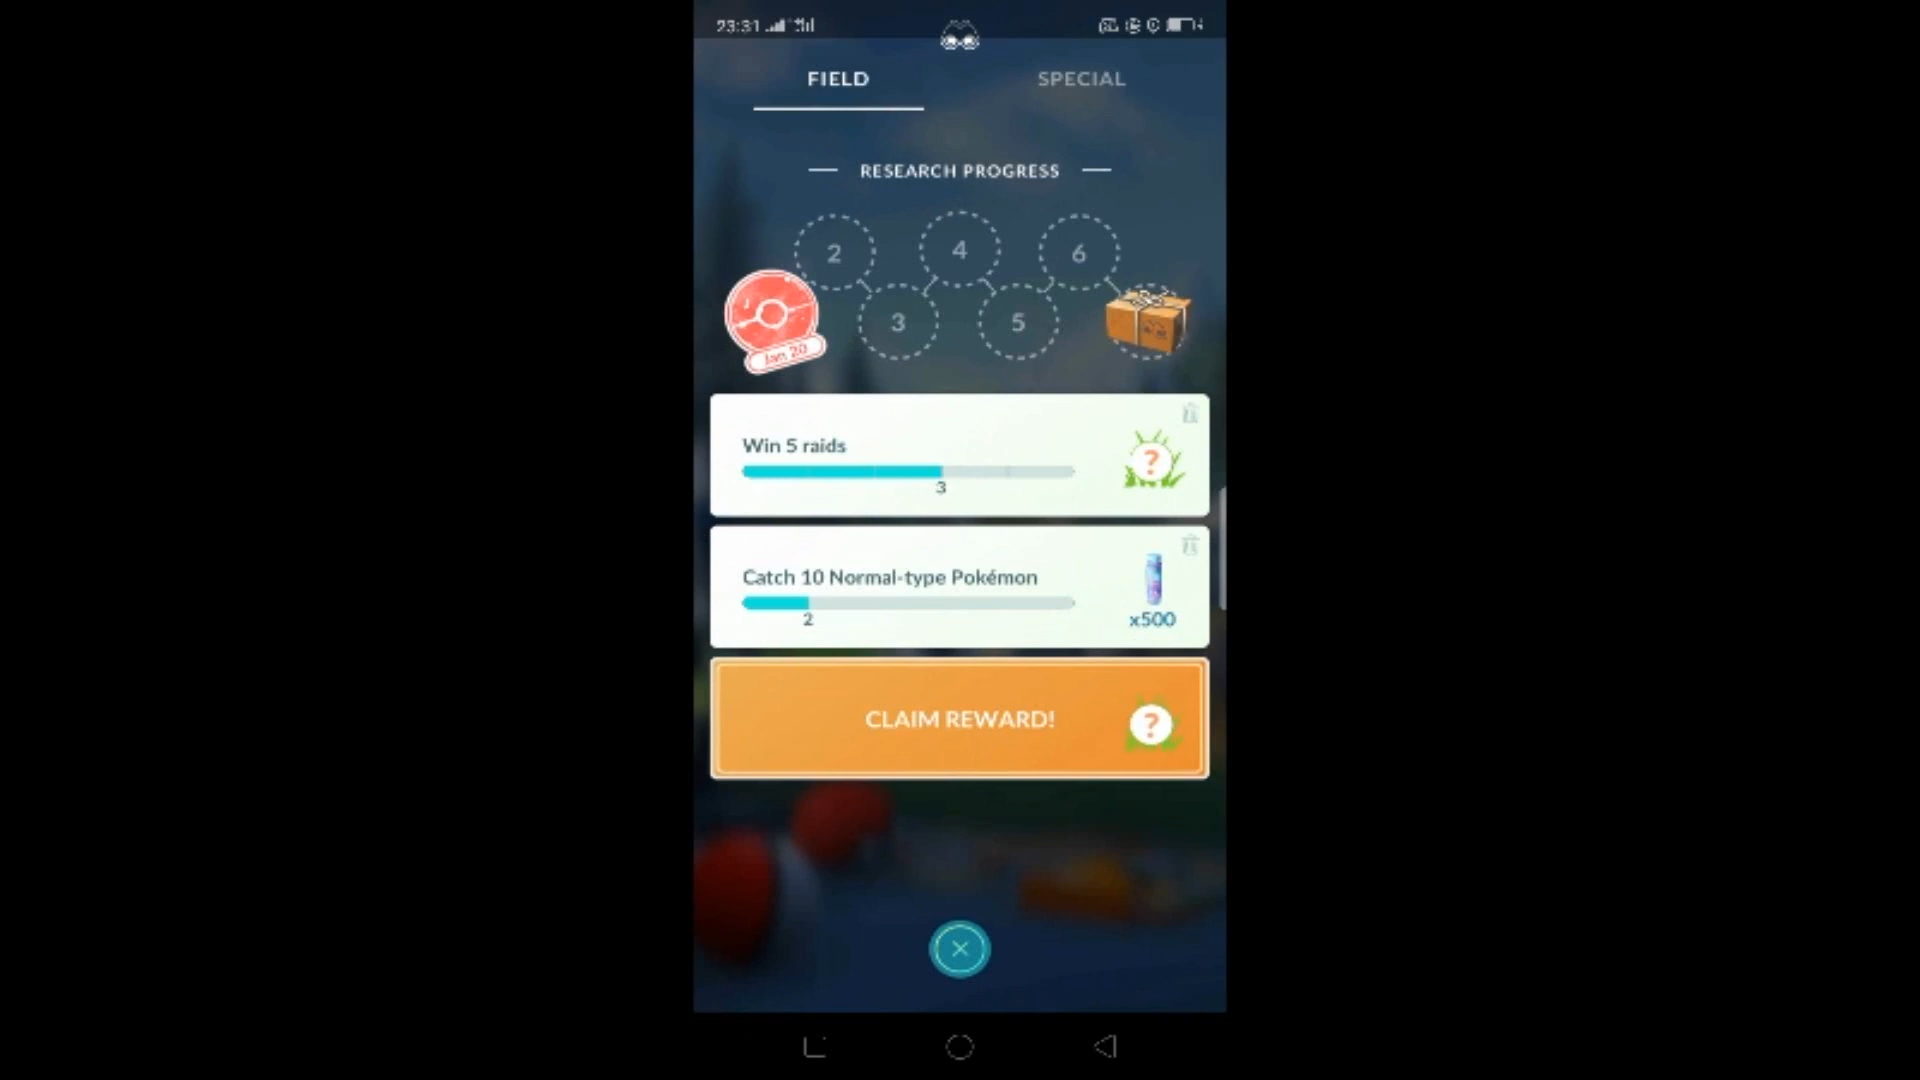 23:31
FIELD
SPECIAL
RESEARCH PROGRESS
2
4
6
3
5
Jan 20
Win 5 raids
3
?
Catch 10 Normal-type Pokémon
2
x500
CLAIM REWARD!
?